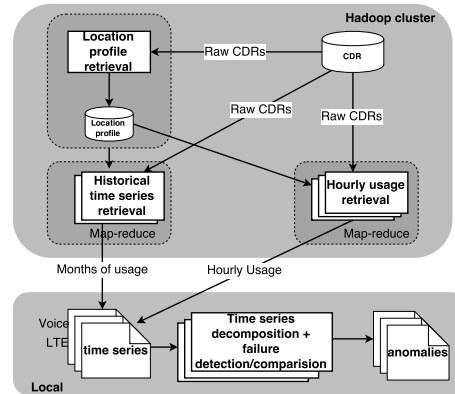 Hadoop cluster
Location
profile
retrieval
Raw CDRs
CDR
Raw CDRs
Raw CDRs
Location
profile
Historical
time series
retrieval
Map-reduce
Hourly usage
retrieval
Map-reduce
Months of usage
Hourly Usage
Voice
LTE
time series
Time series
decomposition +
failure
detection/comparision
anomalies
Local